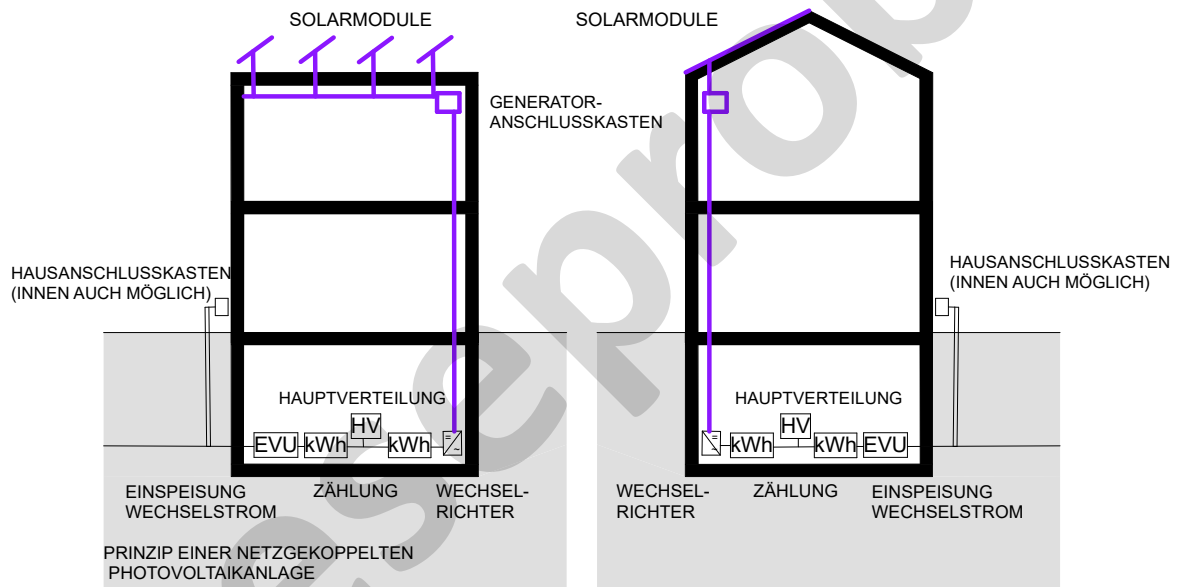 SOLARMODULE
SOLARMODULE
GENERATOR-
ANSCHLUSSKASTEN
HAUSANSCHLUSSKASTEN
(INNEN AUCH MÖGLICH)
HAUSANSCHLUSSKASTEN
(INNEN AUCH MÖGLICH)
HAUPTVERTEILUNG
HV
EVU kWh kWh = ~
HAUPTVERTEILUNG
HV
= ~ kWh kWh EVU
EINSPEISUNG
WECHSELSTROM
ZÄHLUNG
WECHSEL-
RICHTER
WECHSEL-
RICHTER
ZÄHLUNG
EINSPEISUNG
WECHSELSTROM
PRINZIP EINER NETZGEKOPPELTEN
PHOTOVOLTAIKANLAGE